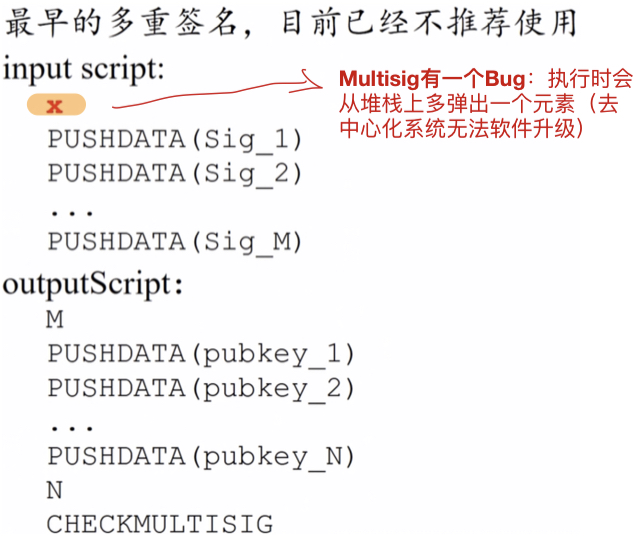 最早的多重签名，目前已经不推荐使用
input script:
x
Multisig有一个Bug：执行时会
从堆栈上多弹出一个元素（去
中心化系统无法软件升级）
PUSHDATA(Sig_1)
PUSHDATA(Sig_2)
...
PUSHDATA(Sig_M)
outputScript:
M
PUSHDATA(pubkey_1)
PUSHDATA(pubkey_2)
...
PUSHDATA(pubkey_N)
N
CHECKMULTISIG